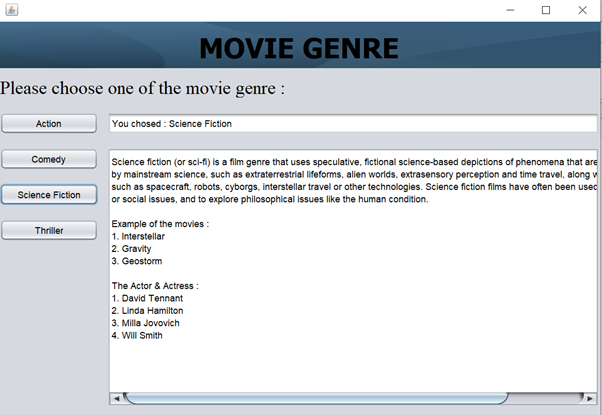 MOVIE GENRE
Please choose one of the movie genre :
Action
You chosed : Science Fiction
Comedy
Science Fiction
Thriller
Science fiction (or sci-fi) is a film genre that uses speculative, fictional science-based depictions of phenomena that are
by mainstream science, such as extraterrestrial lifeforms, alien worlds, extrasensory perception and time travel, along
such as spacecraft, robots, cyborgs, interstellar travel or other technologies. Science fiction films have often been used
or social issues, and to explore philosophical issues like the human condition.
Example of the movies :
1. Interstellar
2. Gravity
3. Geostorm
The Actor & Actress :
1. David Tennant
2. Linda Hamilton
3. Milla Jovovich
4. Will Smith